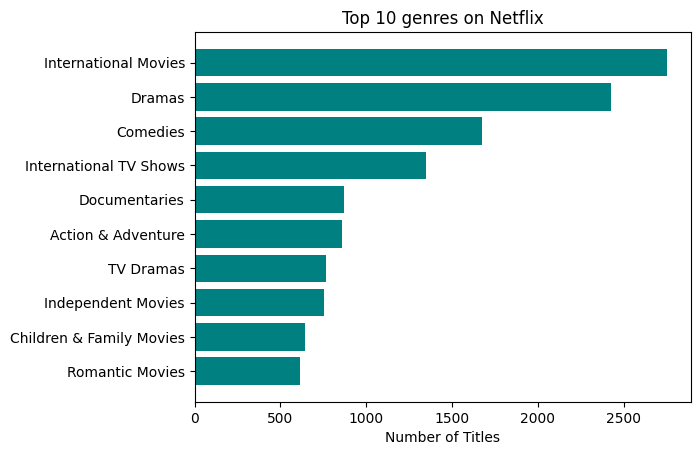 Top 10 genres on Netflix
International Movies
Dramas
Comedies
International TV Shows
Documentaries
Action & Adventure
TV Dramas
Independent Movies
Children & Family Movies
Romantic Movies
0 500 1000 1500 2000 2500
Number of Titles